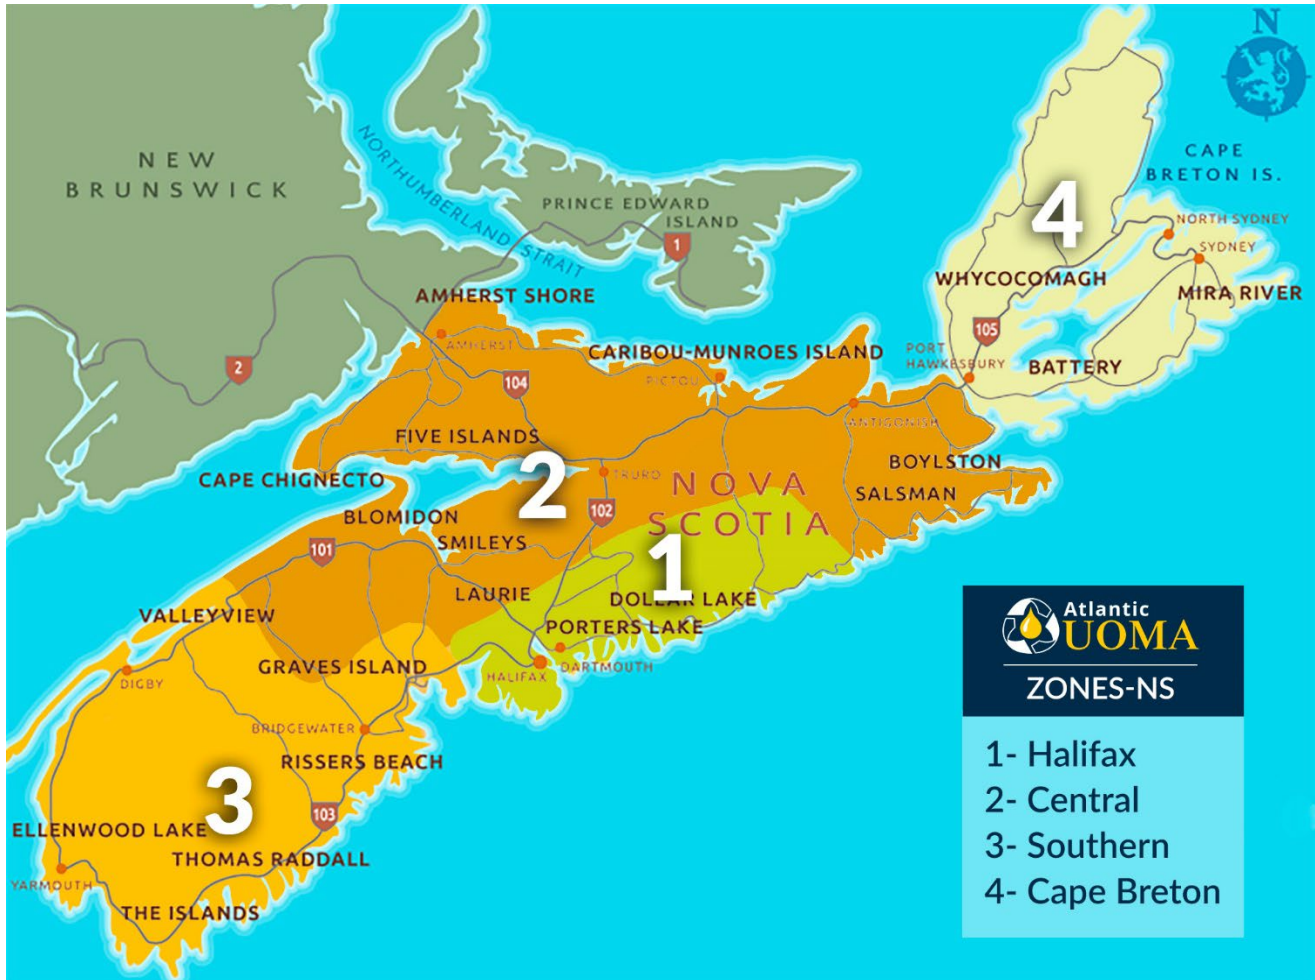 N
NEW
BRUNSWICK
NORTHUMBERLAND STRAIT
PRINCE EDWARD
ISLAND
1
2
CAPE
BRETON IS.
4
NORTH SYDNEY
SYDNEY
WHYCOCOMAGH
MIRA RIVER
105
PORT
HAWKESBURY
BATTERY
AMHERST SHORE
AMHERST
CARIBOU-MUNROES ISLAND
PICTOU
104
ANTIGONISH
FIVE ISLANDS
2
TRURO
NOVA
SCOTIA
BOYLSTON
SALSMAN
CAPE CHIGNECTO
BLOMIDON
SMILEYS
102
101
1
LAURIE
DOLLAR LAKE
VALLEYVIEW
PORTERS LAKE
GRAVES ISLAND
HALIFAX
DARTMOUTH
DIGBY
BRIDGEWATER
RISSERS BEACH
3
103
ELLENWOOD LAKE
THOMAS RADDALL
YARMOUTH
THE ISLANDS
Atlantic
UOMA
ZONES-NS
1- Halifax
2- Central
3- Southern
4- Cape Breton